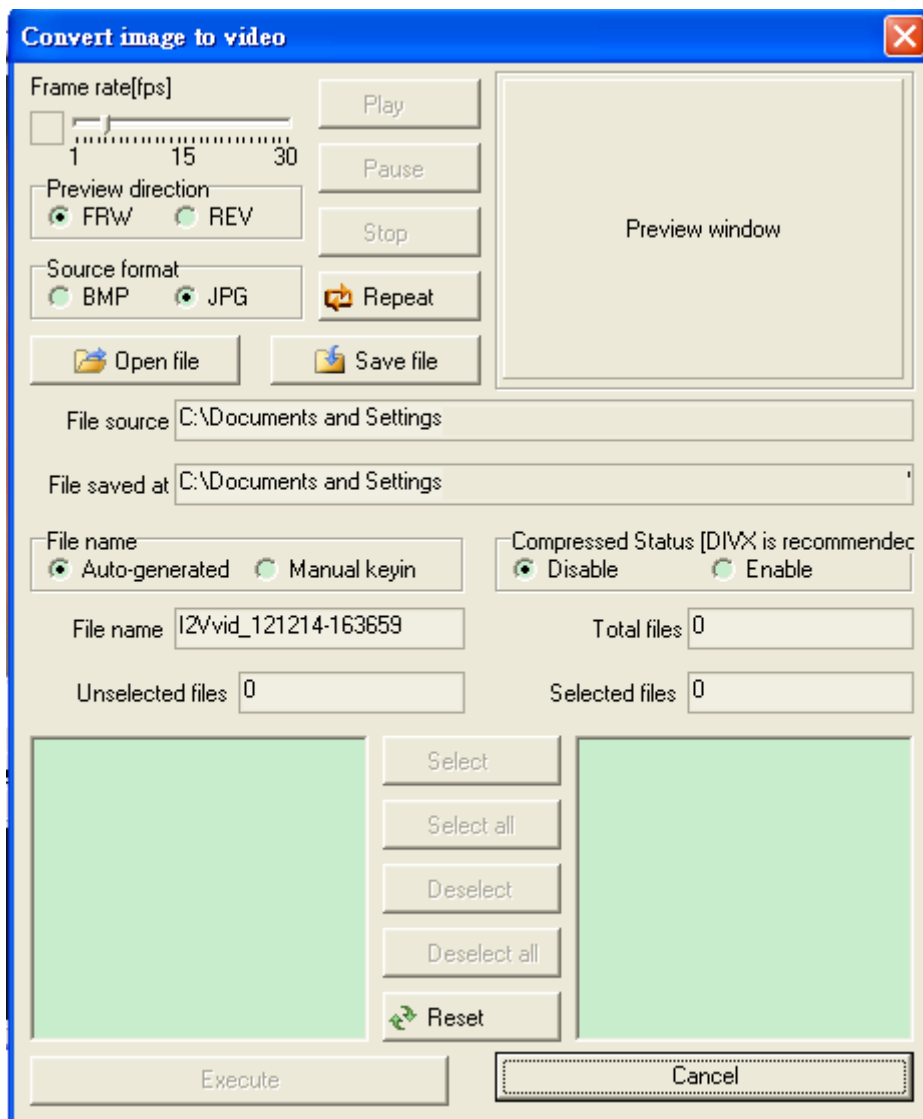 Convert image to video
Frame rate[fps]
Play
1 15 30
Pause
Preview direction
FRW REV
Stop
Preview window
Source format
BMP JPG
Repeat
Open file
Save file
File source C:\Documents and Settings
File saved at C:\Documents and Settings
File name
Auto-generated Manual keyin
Compressed Status [DIVX is recommended
Disable Enable
File name I2Vvid_121214-163659
Total files 0
Unselected files 0
Selected files 0
Select
Select all
Deselect
Deselect all
Reset
Execute
Cancel